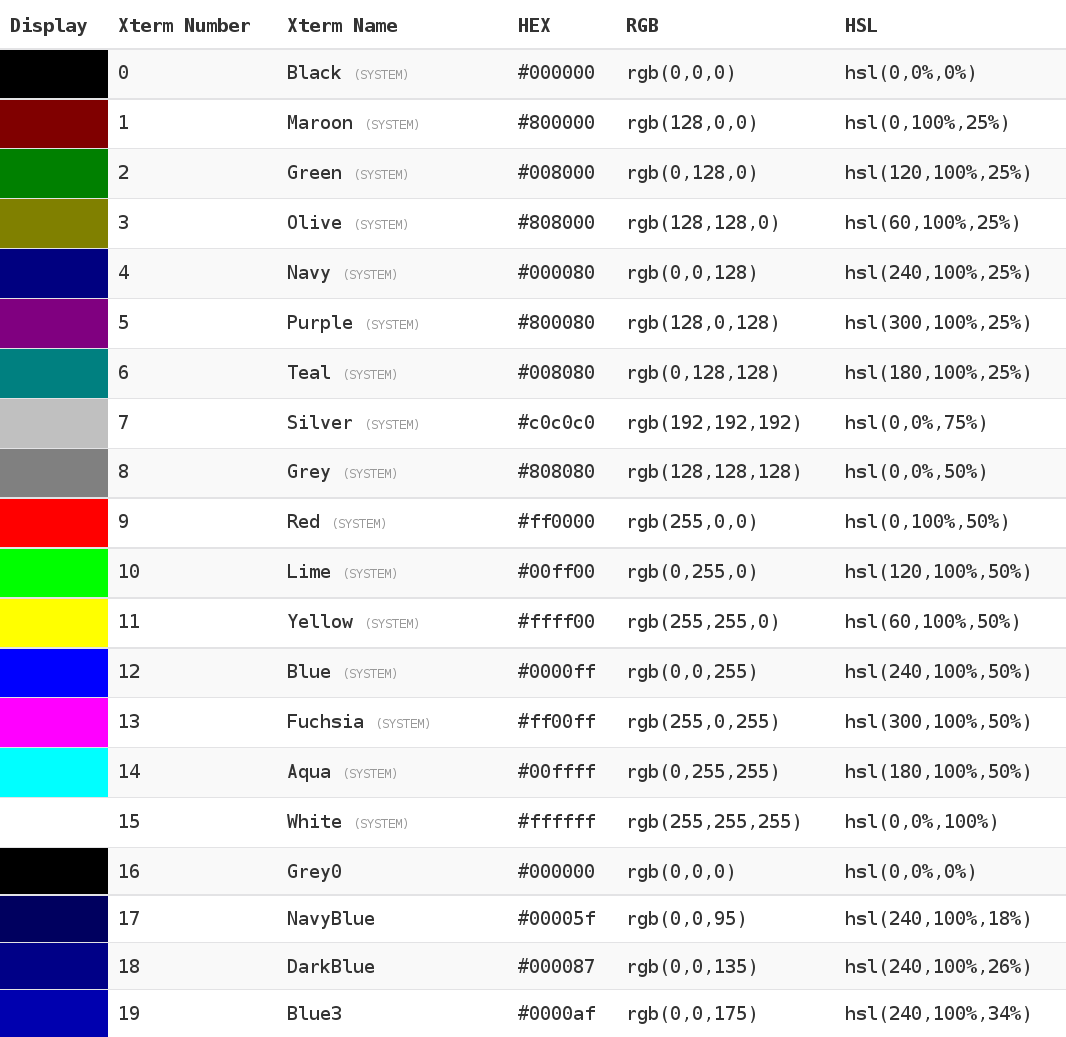 Display Xterm Number Xterm Name HEX RGB HSL
0 Black (SYSTEM) #000000 rgb(0,0,0) hsl(0,0%,0%)
1 Maroon (SYSTEM) #800000 rgb(128,0,0) hsl(0,100%,25%)
2 Green (SYSTEM) #008000 rgb(0,128,0) hsl(120,100%,25%)
3 Olive (SYSTEM) #808000 rgb(128,128,0) hsl(60,100%,25%)
4 Navy (SYSTEM) #000080 rgb(0,0,128) hsl(240,100%,25%)
5 Purple (SYSTEM) #800080 rgb(128,0,128) hsl(300,100%,25%)
6 Teal (SYSTEM) #008080 rgb(0,128,128) hsl(180,100%,25%)
7 Silver (SYSTEM) #c0c0c0 rgb(192,192,192) hsl(0,0%,75%)
8 Grey (SYSTEM) #808080 rgb(128,128,128) hsl(0,0%,50%)
9 Red (SYSTEM) #ff0000 rgb(255,0,0) hsl(0,100%,50%)
10 Lime (SYSTEM) #00ff00 rgb(0,255,0) hsl(120,100%,50%)
11 Yellow (SYSTEM) #ffff00 rgb(255,255,0) hsl(60,100%,50%)
12 Blue (SYSTEM) #0000ff rgb(0,0,255) hsl(240,100%,50%)
13 Fuchsia (SYSTEM) #ff00ff rgb(255,0,255) hsl(300,100%,50%)
14 Aqua (SYSTEM) #00ffff rgb(0,255,255) hsl(180,100%,50%)
15 White (SYSTEM) #ffffff rgb(255,255,255) hsl(0,0%,100%)
16 Grey0 #000000 rgb(0,0,0) hsl(0,0%,0%)
17 NavyBlue #00005f rgb(0,0,95) hsl(240,100%,18%)
18 DarkBlue #000087 rgb(0,0,135) hsl(240,100%,26%)
19 Blue3 #0000af rgb(0,0,175) hsl(240,100%,34%)